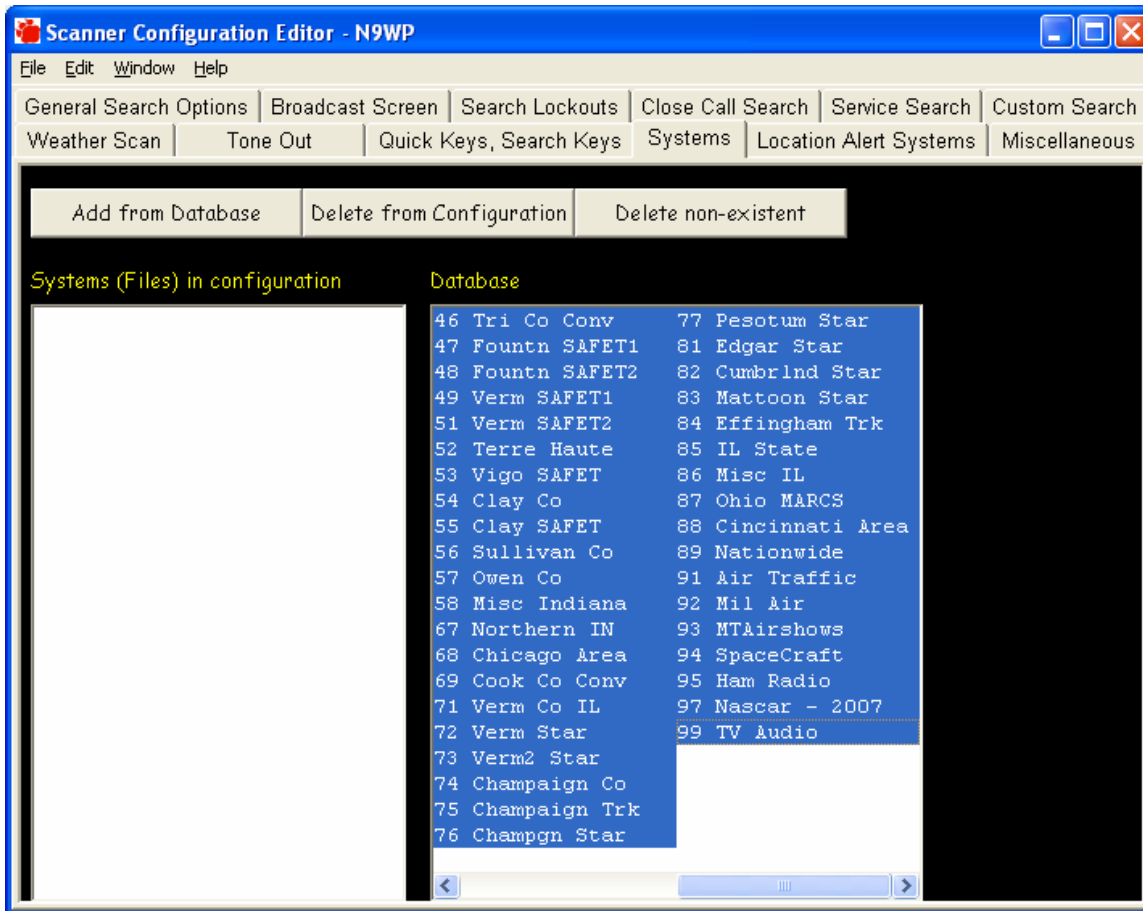 Scanner Configuration Editor - N9WP
File Edit Window Help
General Search Options Broadcast Screen Search Lockouts Close Call Search Service Search Custom Search
Weather Scan Tone Out Quick Keys, Search Keys Systems Location Alert Systems Miscellaneous
Add from Database Delete from Configuration Delete non-existent
Systems (Files) in configuration
Database
46 Tri Co Conv
47 Fountn SAFET1
48 Fountn SAFET2
49 Verm SAFET1
51 Verm SAFET2
52 Terre Haute
53 Vigo SAFET
54 Clay Co
55 Clay SAFET
56 Sullivan Co
57 Owen Co
58 Misc Indiana
67 Northern IN
68 Chicago Area
69 Cook Co Conv
71 Verm Co IL
72 Verm Star
73 Verm2 Star
74 Champaign Co
75 Champaign Trk
76 Champgn Star
77 Pesotum Star
81 Edgar Star
82 Cumbrlnd Star
83 Mattoon Star
84 Effingham Trk
85 IL State
86 Misc IL
87 Ohio MARCS
88 Cincinnati Area
89 Nationwide
91 Air Traffic
92 Mil Air
93 MTAirshows
94 SpaceCraft
95 Ham Radio
97 Nascar - 2007
99 TV Audio